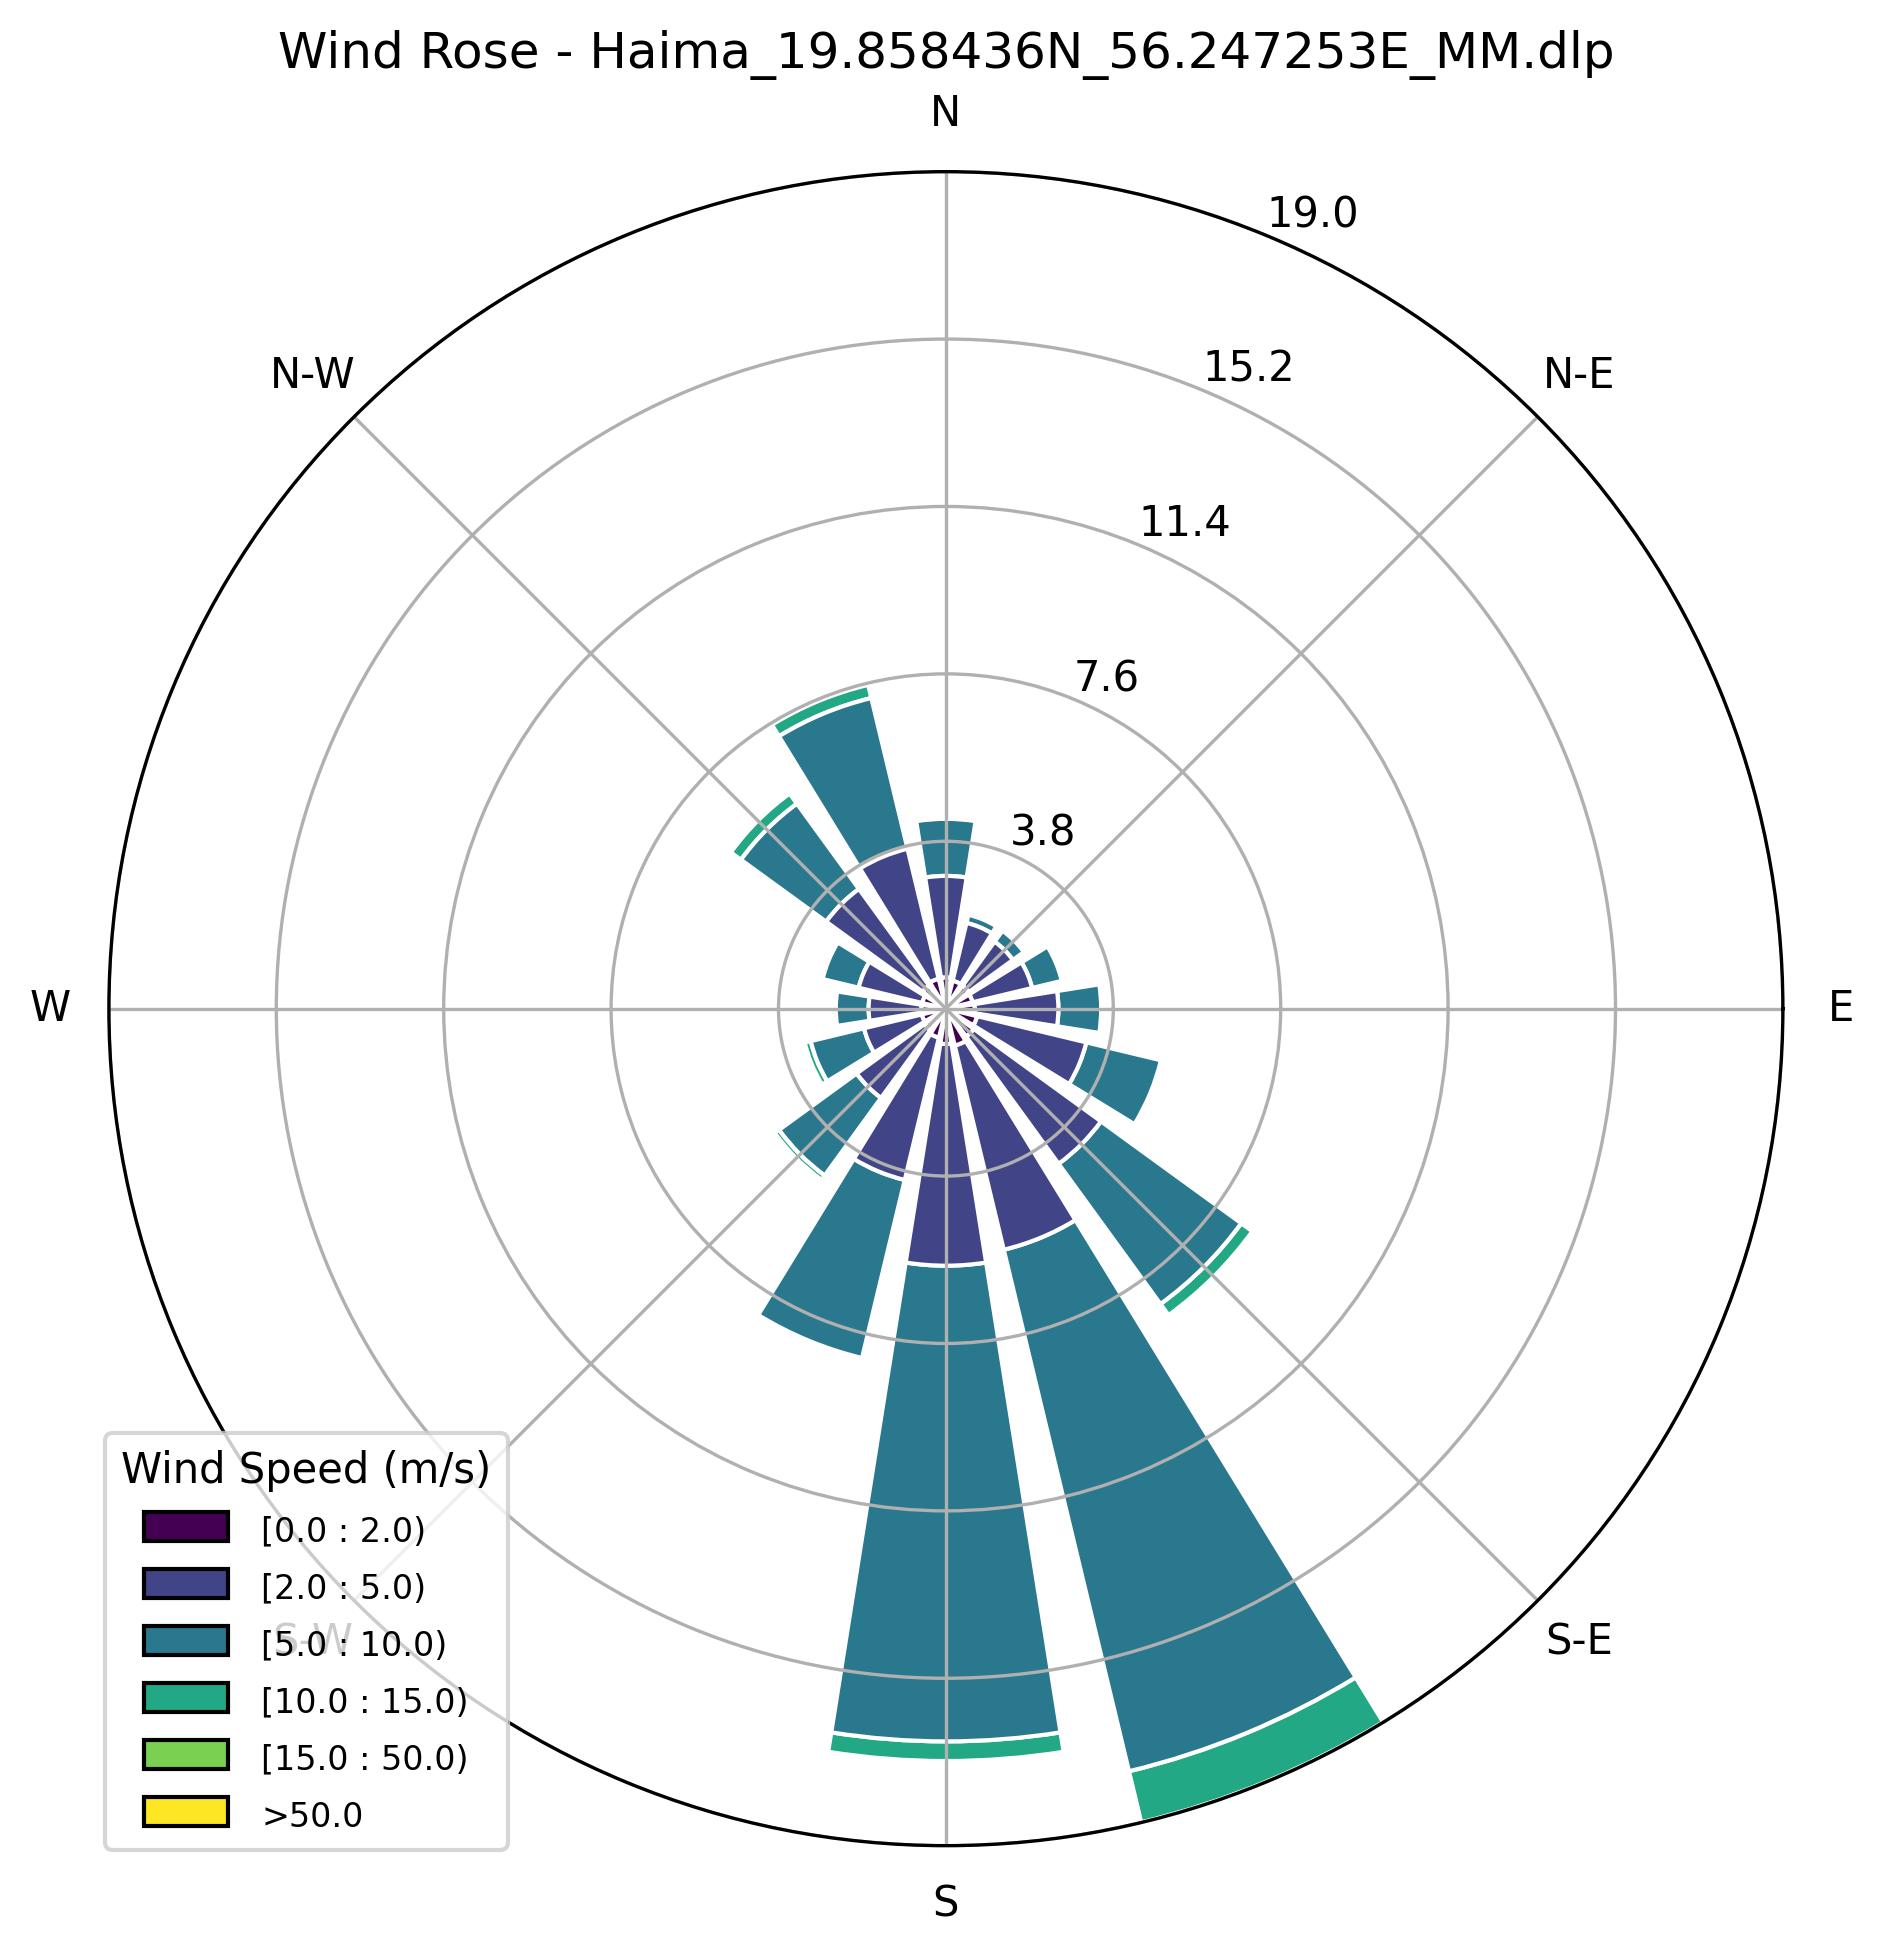 Wind Rose - Haima_19.858436N_56.247253E_MM.dlp
N
19.0
15.2
N-W
N-E
11.4
7.6
3.8
W
E
Wind Speed (m/s)
[0.0 : 2.0)
[2.0 : 5.0)
S-W
[5.0 : 10.0)
S-E
[10.0 : 15.0)
[15.0 : 50.0)
>50.0
S